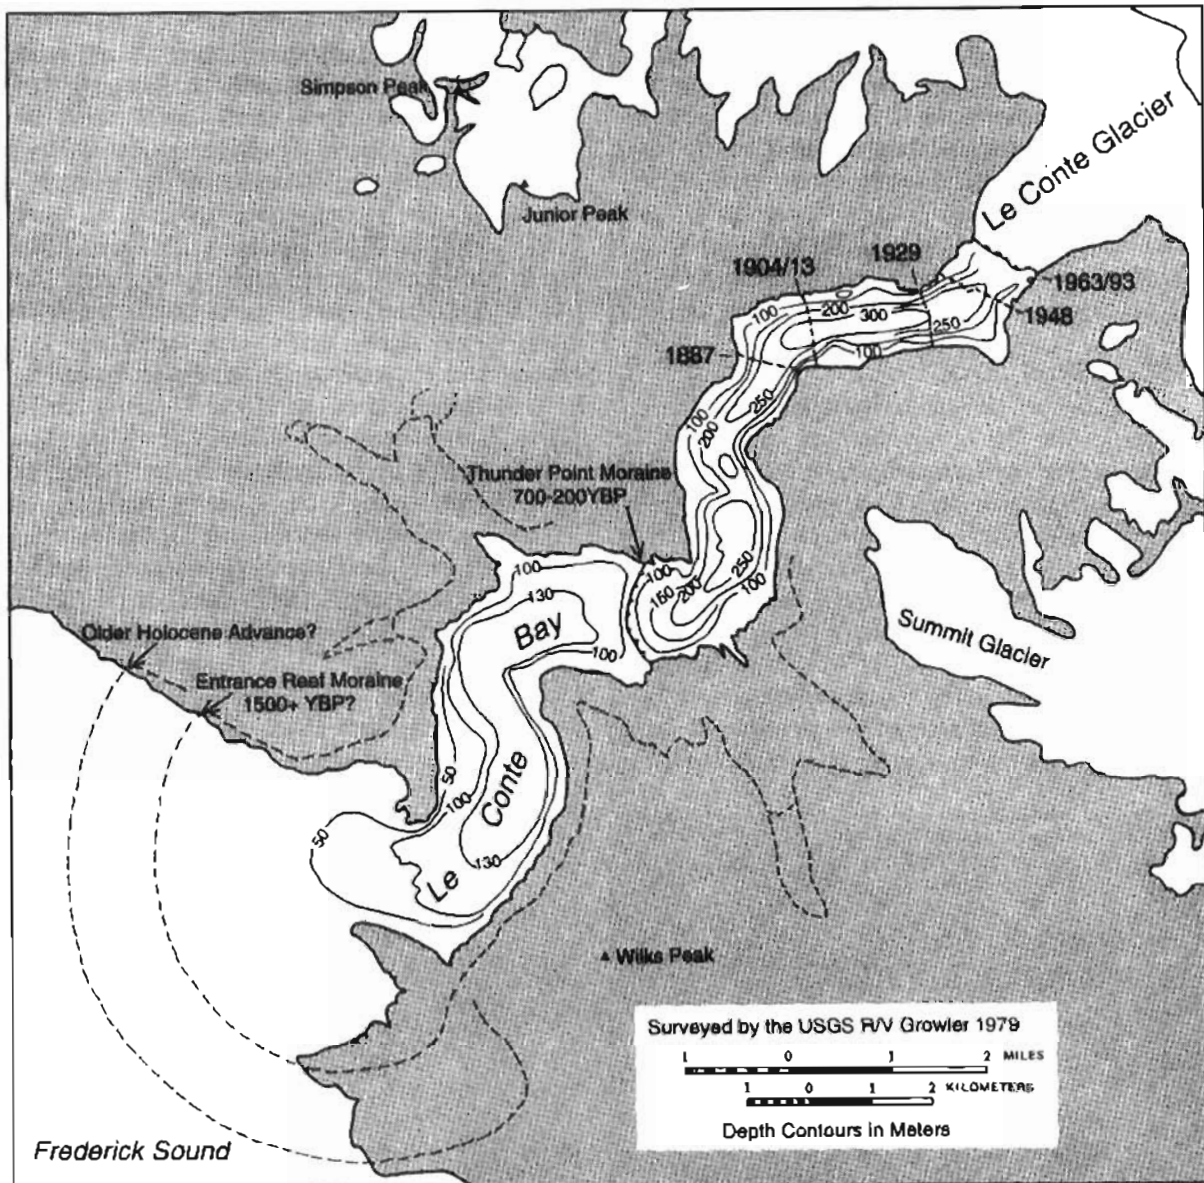 Simpson Peak
Junior Peak
Le Conte Glacier
1904/13
1929
1963/93
1948
1887
100
200
300
250
100
250
100
200
Thunder Point Moraine
700-200YBP
100
150
200
250
100
100
130
100
Bay
Summit Glacier
Older Holocene Advance?
Entrance Reef Moraine
1500+ YBP?
50
100
Conte
50
130
Le
Wilks Peak
Surveyed by the USGS R/V Growler 1979
1 0 1 2 MILES
1 0 1 2 KILOMETERS
Depth Contours in Meters
Frederick Sound